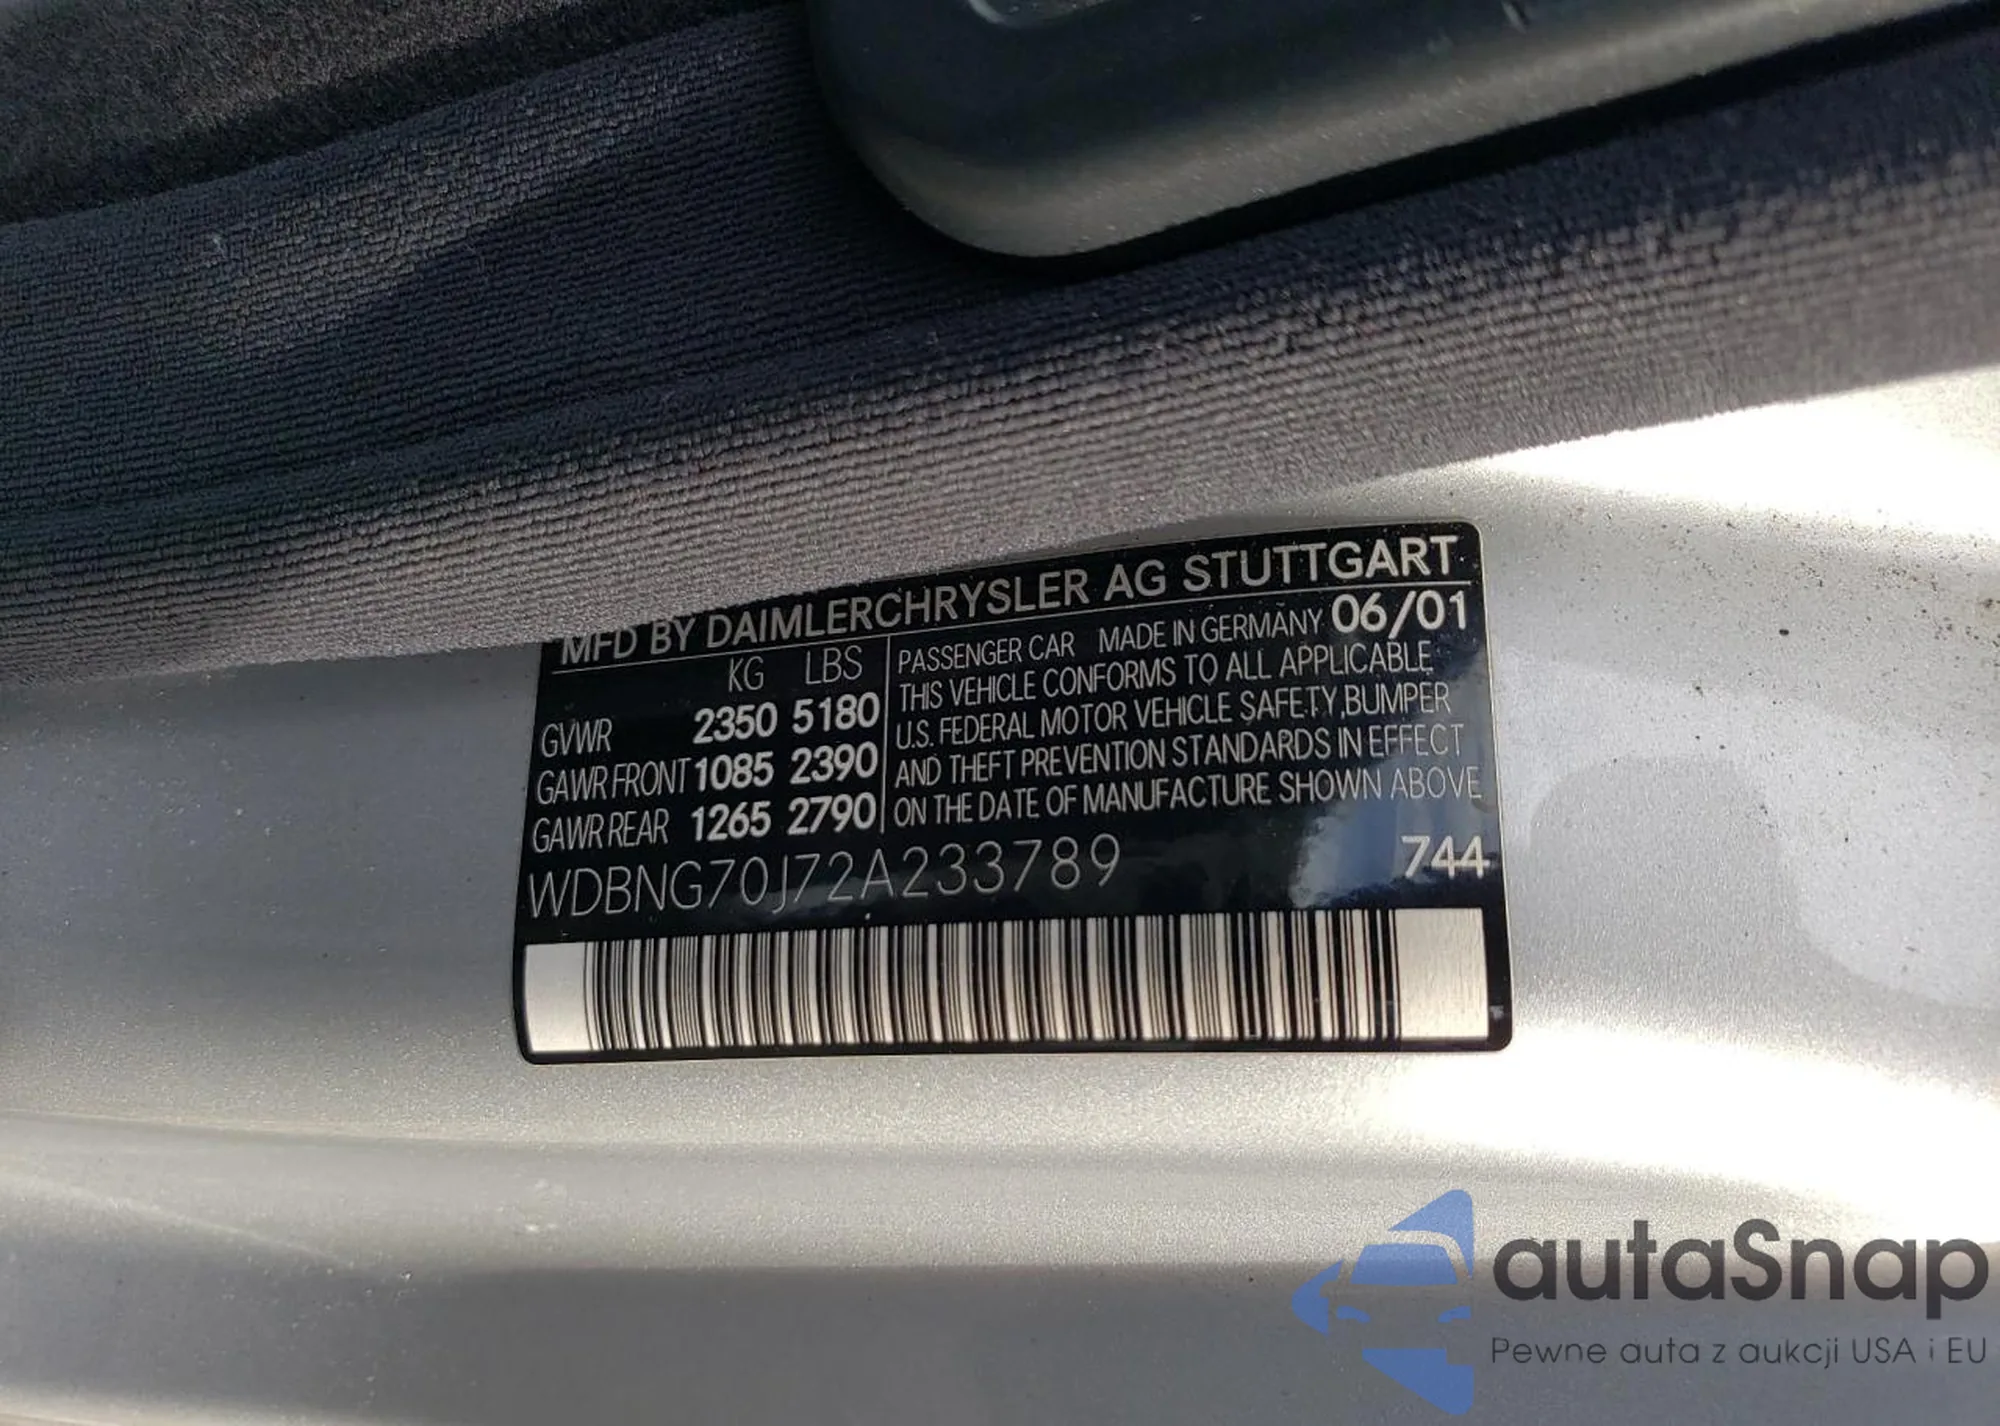 MFD BY DAIMLERCHRYSLER AG STUTTGART
KG LBS
GVWR 2350 5180
GAWR FRONT 1085 2390
GAWR REAR 1265 2790
PASSENGER CAR MADE IN GERMANY 06/01
THIS VEHICLE CONFORMS TO ALL APPLICABLE
U.S. FEDERAL MOTOR VEHICLE SAFETY, BUMPER
AND THEFT PREVENTION STANDARDS IN EFFECT
ON THE DATE OF MANUFACTURE SHOWN ABOVE
WDBNG70J72A233789 744
autaSnap
Pewne auta z aukcji USA i EU